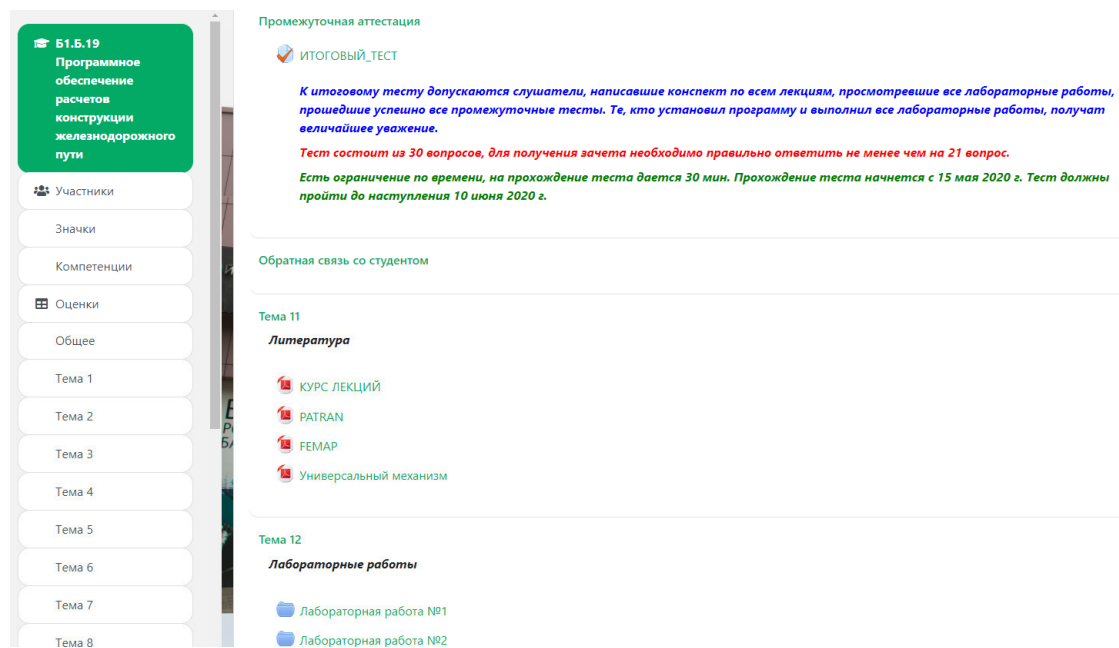 Б1.Б.19
Программное
обеспечение
расчетов
конструкции
железнодорожного
пути
Участники
Значки
Компетенции
Оценки
Общее
Тема 1
Тема 2
Тема 3
Тема 4
Тема 5
Тема 6
Тема 7
Тема 8
Промежуточная аттестация
ИТОГОВЫЙ_ТЕСТ
К итоговому тесту допускаются слушатели, написавшие конспект по всем лекциям, просмотревшие все лабораторные работы,
прошедшие успешно все промежуточные тесты. Те, кто установил программу и выполнил все лабораторные работы, получат
величайшее уважение.
Тест состоит из 30 вопросов, для получения зачета необходимо правильно ответить не менее чем на 21 вопрос.
Есть ограничение по времени, на прохождение теста дается 30 мин. Прохождение теста начнется с 15 мая 2020 г. Тест должны
пройти до наступления 10 июня 2020 г.
Обратная связь со студентом
Тема 11
Литература
КУРС ЛЕКЦИЙ
PATRAN
FEMAP
Универсальный механизм
Тема 12
Лабораторные работы
Лабораторная работа №1
Лабораторная работа №2